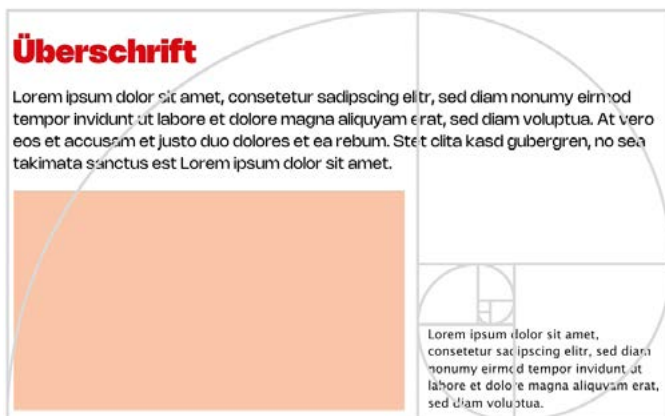 Überschrift
Lorem ipsum dolor sit amet, consetetur sadipscing elitr, sed diam nonumy eirmod
tempor invidunt ut labore et dolore magna aliquyam erat, sed diam voluptua. At vero
eos et accusam et justo duo dolores et ea rebum. Stet clita kasd gubergren, no sea
takimata sanctus est Lorem ipsum dolor sit amet.
Lorem ipsum dolor sit amet,
consetetur sadipscing elitr, sed diam
nonumy eirmod tempor invidunt ut
labore et dolore magna aliquyam erat,
sed diam voluptua.